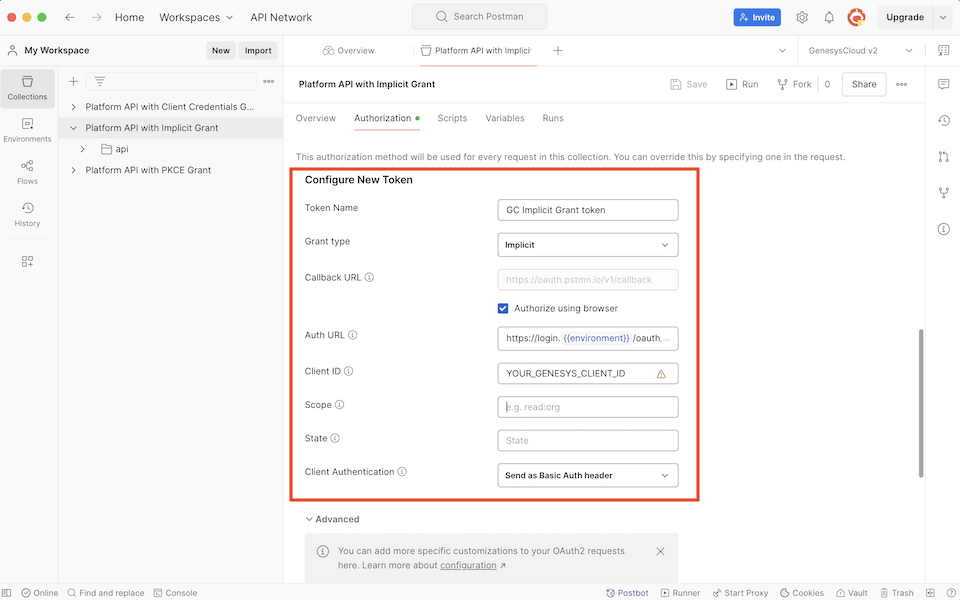 Home Workspaces API Network Search Postman Invite Upgrade
My Workspace New Import Overview Platform API with Implici GenesysCloud v2
Collections
Environments
Flows
History
Platform API with Client Credentials G...
Platform API with Implicit Grant
api
Platform API with PKCE Grant
Platform API with Implicit Grant Save Run Fork 0 Share
Overview Authorization Scripts Variables Runs
This authorization method will be used for every request in this collection. You can override this by specifying one in the request.
Configure New Token
Token Name GC Implicit Grant token
Grant type Implicit
Callback URL https://oauth.pstmn.io/v1/callback
Authorize using browser
Auth URL https://login. {{environment}} /oauth,...
Client ID YOUR_GENESYS_CLIENT_ID
Scope e.g. read:org
State State
Client Authentication Send as Basic Auth header
Advanced
You can add more specific customizations to your OAuth2 requests
here. Learn more about configuration ↗
Online Find and replace Console Postbot Runner Start Proxy Cookies Vault Trash